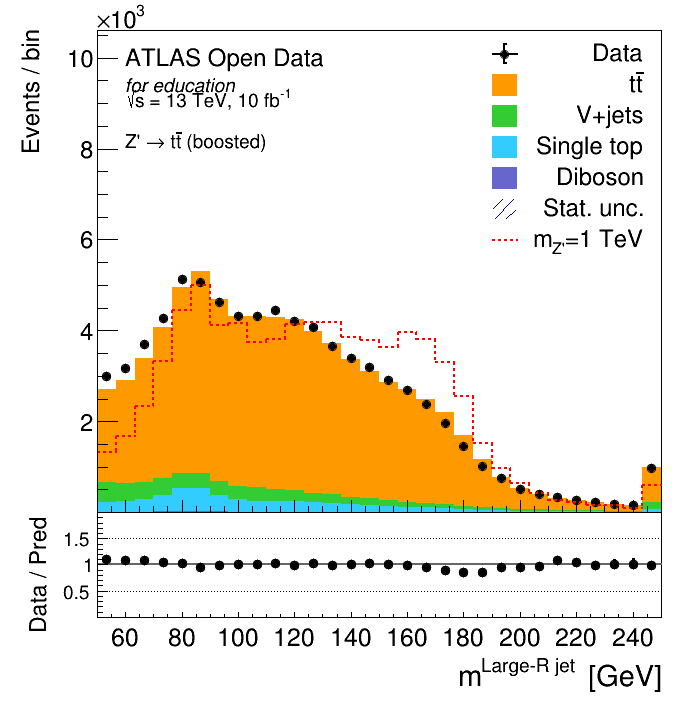 ×10³
Events / bin
10
8
6
4
2
ATLAS Open Data
for education
√s = 13 TeV, 10 fb⁻¹
Z' → tt̄ (boosted)
Data
tt̄
V+jets
Single top
Diboson
Stat. unc.
m_Z'=1 TeV
Data / Pred
1.5
1
0.5
60 80 100 120 140 160 180 200 220 240
m^Large-R jet [GeV]